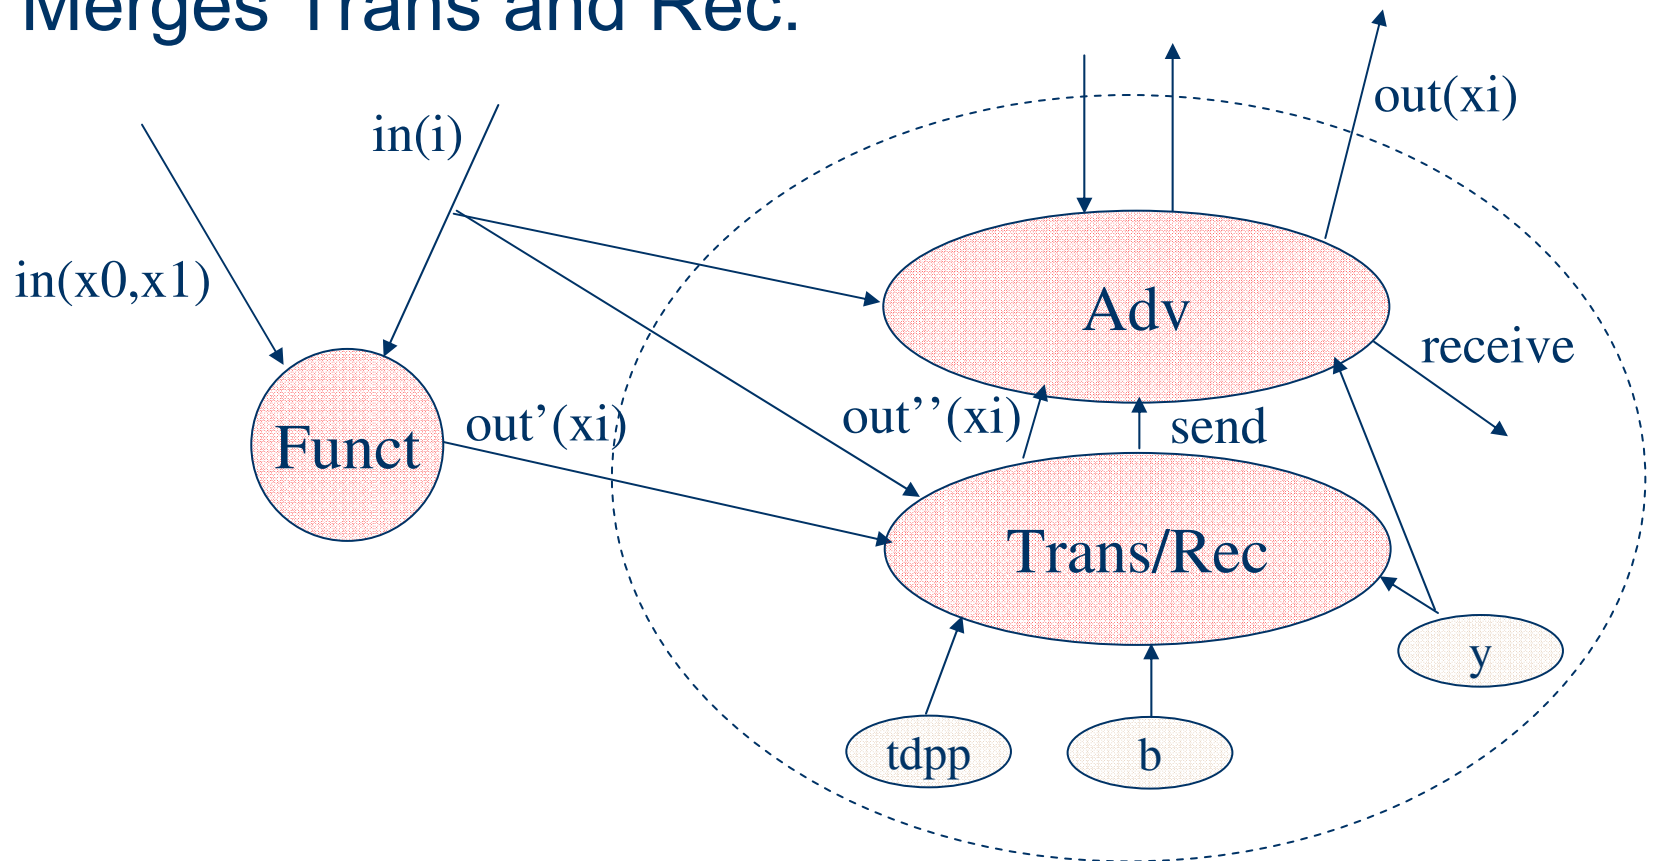 Merges Trans and Rec.
out(xi)
in(i)
in(x0,x1)
Adv
receive
out’(xi)
out’’(xi)
send
Funct
Trans/Rec
y
tdpp
b